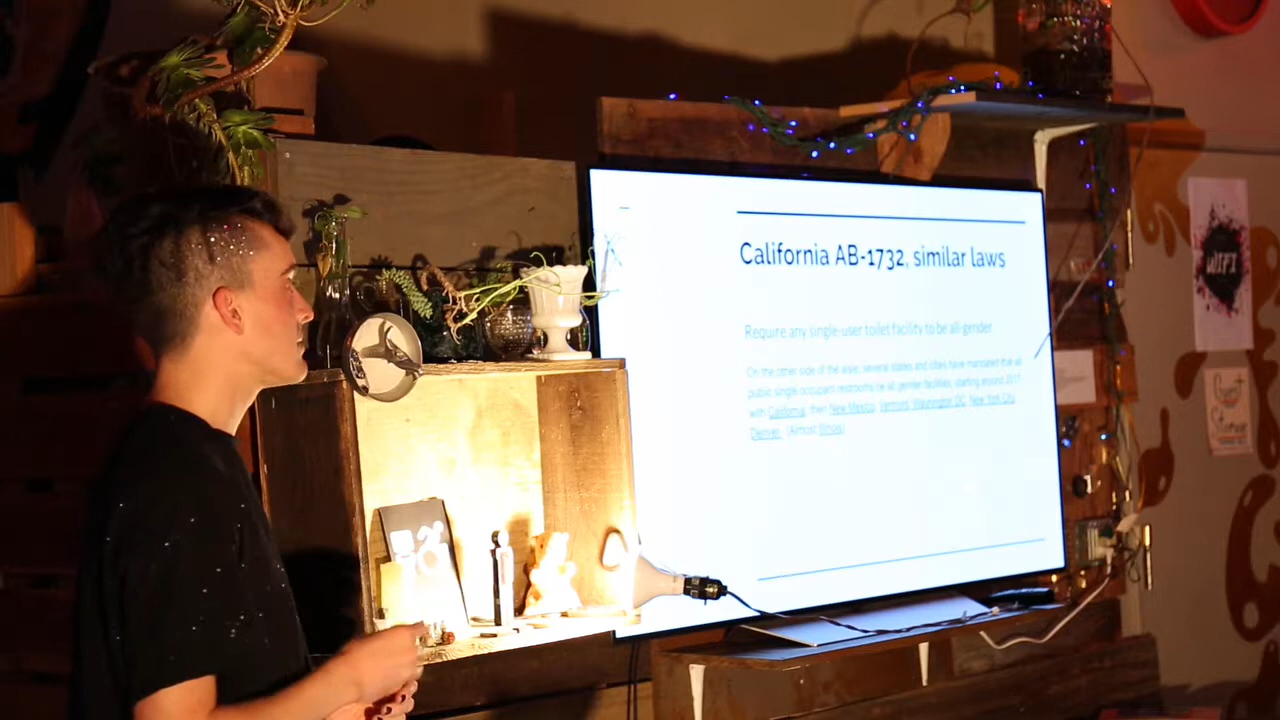 California AB-1732, similar laws
Require any single-user toilet facility to be all-gender
On the other side of the aisle, several states and cities have mandated that all
public single occupant restrooms be all gender facilities, starting around 2017
with California, then New Mexico, Vermont, Washington DC, New York City,
Denver. (Almost Illinois)
WIFI